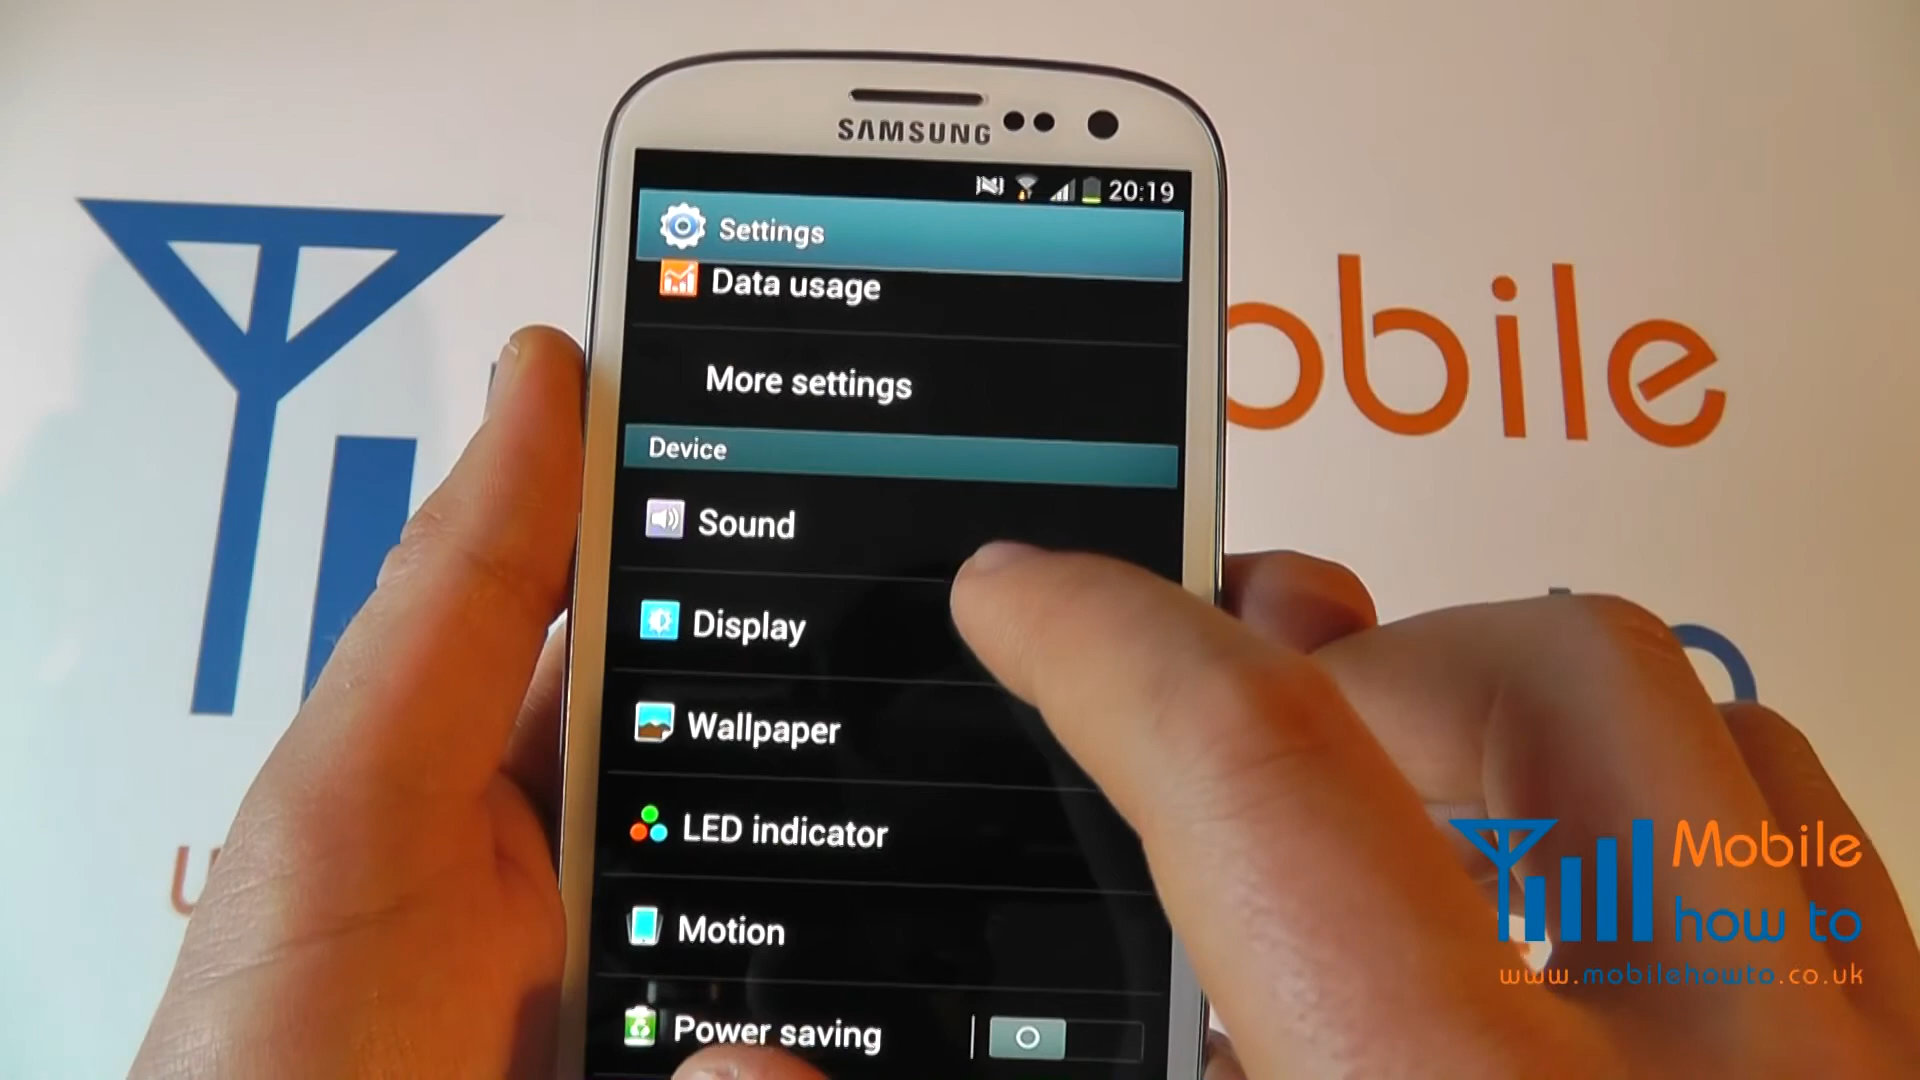 SAMSUNG
20:19
Settings
Data usage
More settings
Device
Sound
Display
Wallpaper
LED indicator
Motion
Power saving
obile
Mobile
how to
www.mobilehowto.co.uk